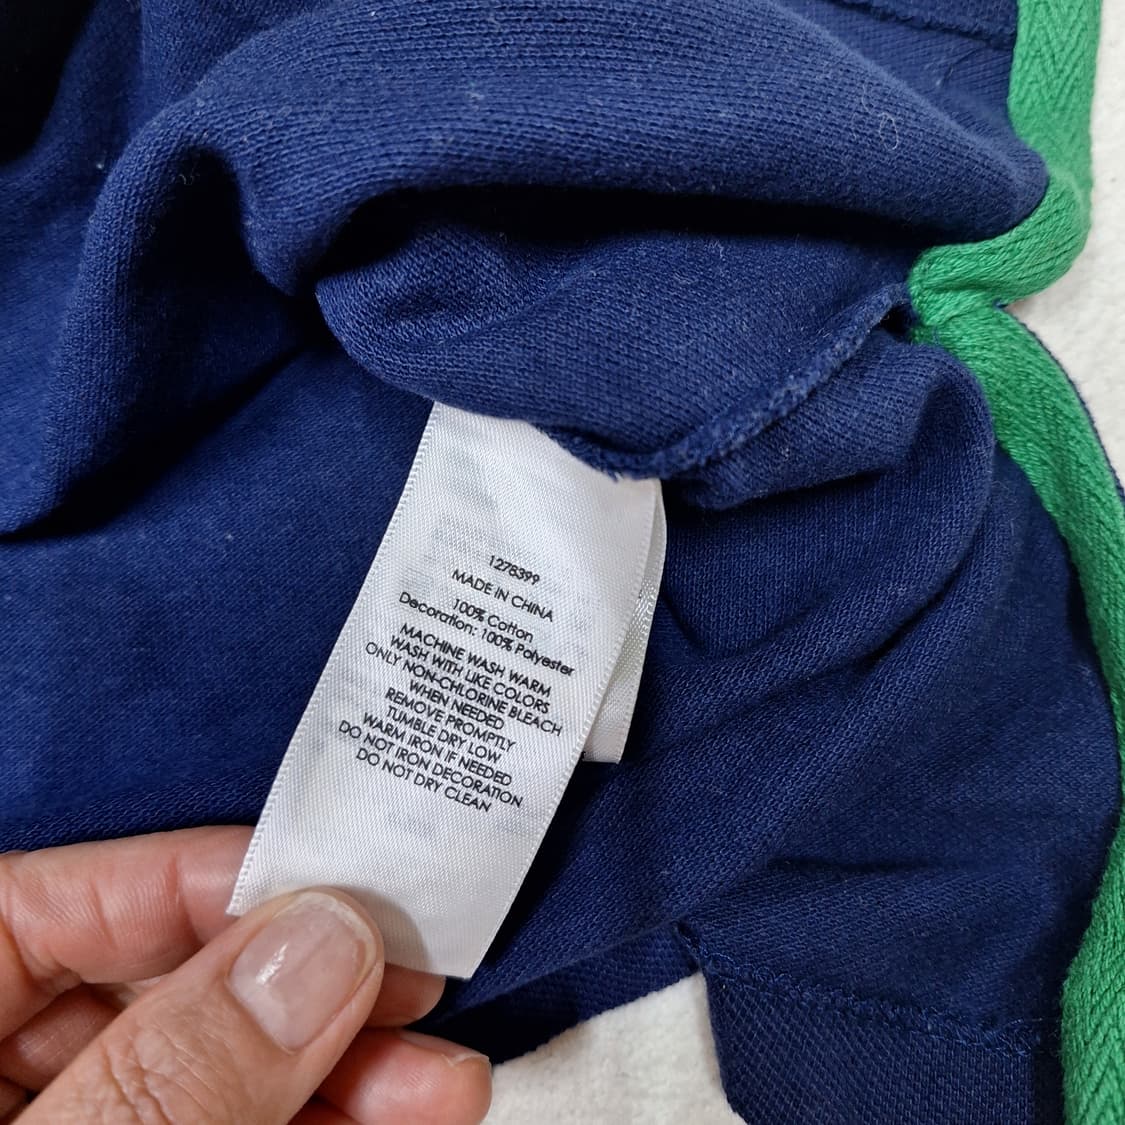 1278399
MADE IN CHINA
100% Cotton
Decoration: 100% Polyester
MACHINE WASH WARM
WASH WITH LIKE COLORS
ONLY NON-CHLORINE BLEACH
WHEN NEEDED
REMOVE PROMPTLY
TUMBLE DRY LOW
WARM IRON IF NEEDED
DO NOT IRON DECORATION
DO NOT DRY CLEAN